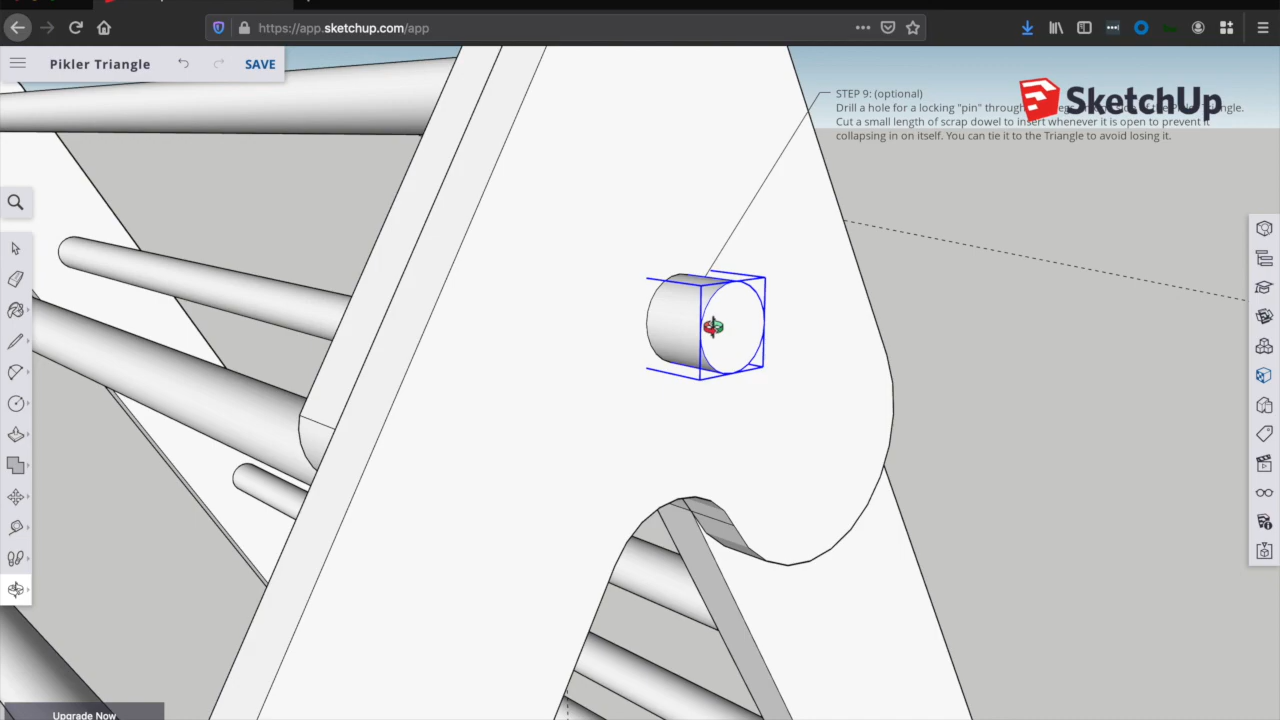 https://app.sketchup.com/app
Pikler Triangle
SAVE
SketchUp
STEP 9: (optional)
Drill a hole for a locking "pin" through
Cut a small length of scrap dowel to insert whenever it is open to prevent it
collapsing in on itself. You can tie it to the Triangle to avoid losing it.
Upgrade Now